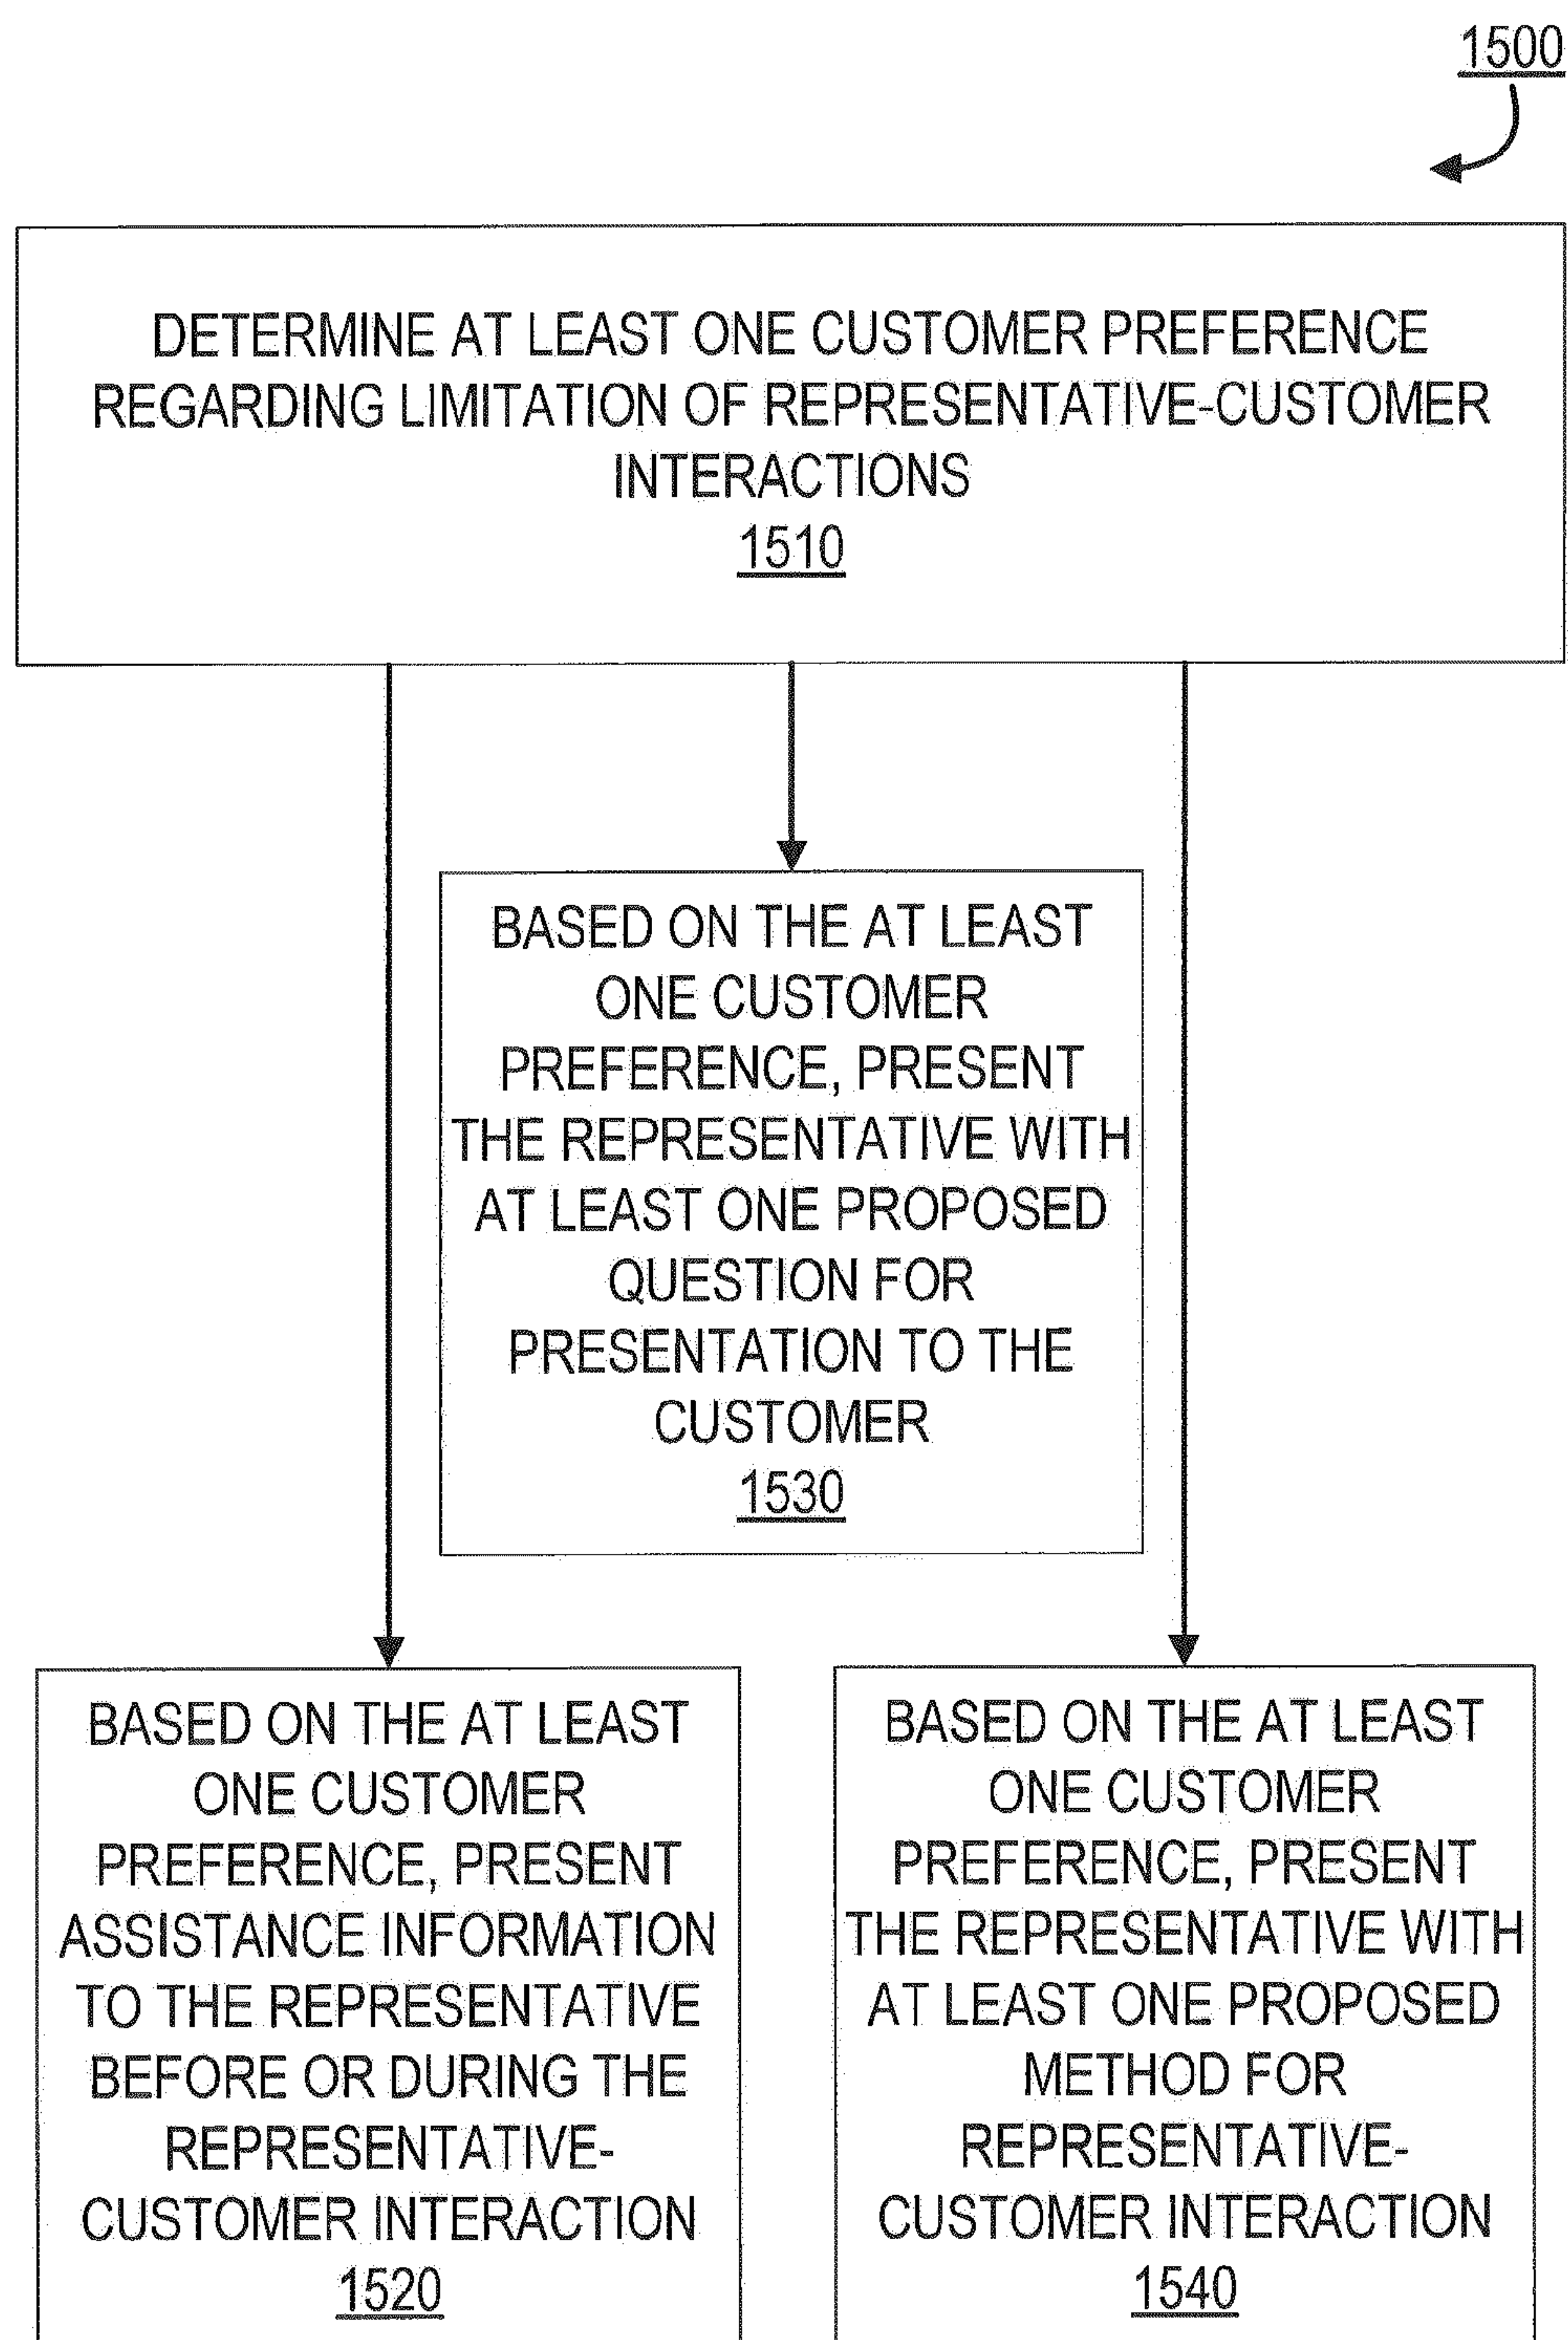 1500
DETERMINE AT LEAST ONE CUSTOMER PREFERENCE
REGARDING LIMITATION OF REPRESENTATIVE-CUSTOMER
INTERACTIONS
1510
BASED ON THE AT LEAST
ONE CUSTOMER
PREFERENCE, PRESENT
THE REPRESENTATIVE WITH
AT LEAST ONE PROPOSED
QUESTION FOR
PRESENTATION TO THE
CUSTOMER
1530
BASED ON THE AT LEAST
ONE CUSTOMER
PREFERENCE, PRESENT
ASSISTANCE INFORMATION
TO THE REPRESENTATIVE
BEFORE OR DURING THE
REPRESENTATIVE-
CUSTOMER INTERACTION
1520
BASED ON THE AT LEAST
ONE CUSTOMER
PREFERENCE, PRESENT
THE REPRESENTATIVE WITH
AT LEAST ONE PROPOSED
METHOD FOR
REPRESENTATIVE-
CUSTOMER INTERACTION
1540